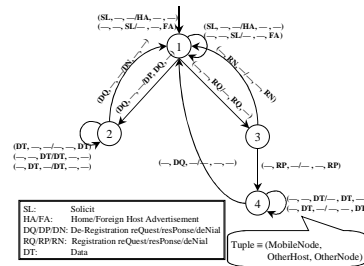 (SL, —, —/HA, —, —)
(—, —, SL/—, —, FA)
(SL, —, —/HA, —, —)
(—, —, SL/—, —, FA)
1
(DQ, —, —/DN, —, —)
(DQ, —, —/DP, DQ, —)
(—, —, RQ/—, RQ, —)
(—, RN, —/—, —, RN)
2
3
(DT, —, —/—, —, DT)
(—, —, DT/DT, —, —)
(—, DT, —/DT, —, —)
(—, DQ, —/—, —, —)
(—, RP, —/—, —, RP)
4
(—, —, DT/—, DT, —)
(—, DT, —/—, —, DT)
SL: Solicit
HA/FA: Home/Foreign Host Advertisement
DQ/DP/DN: De-Registration reQuest/resPonse/deNial
RQ/RP/RN: Registration reQuest/resPonse/deNial
DT: Data
Tuple ≡ (MobileNode,
OtherHost, OtherNode)